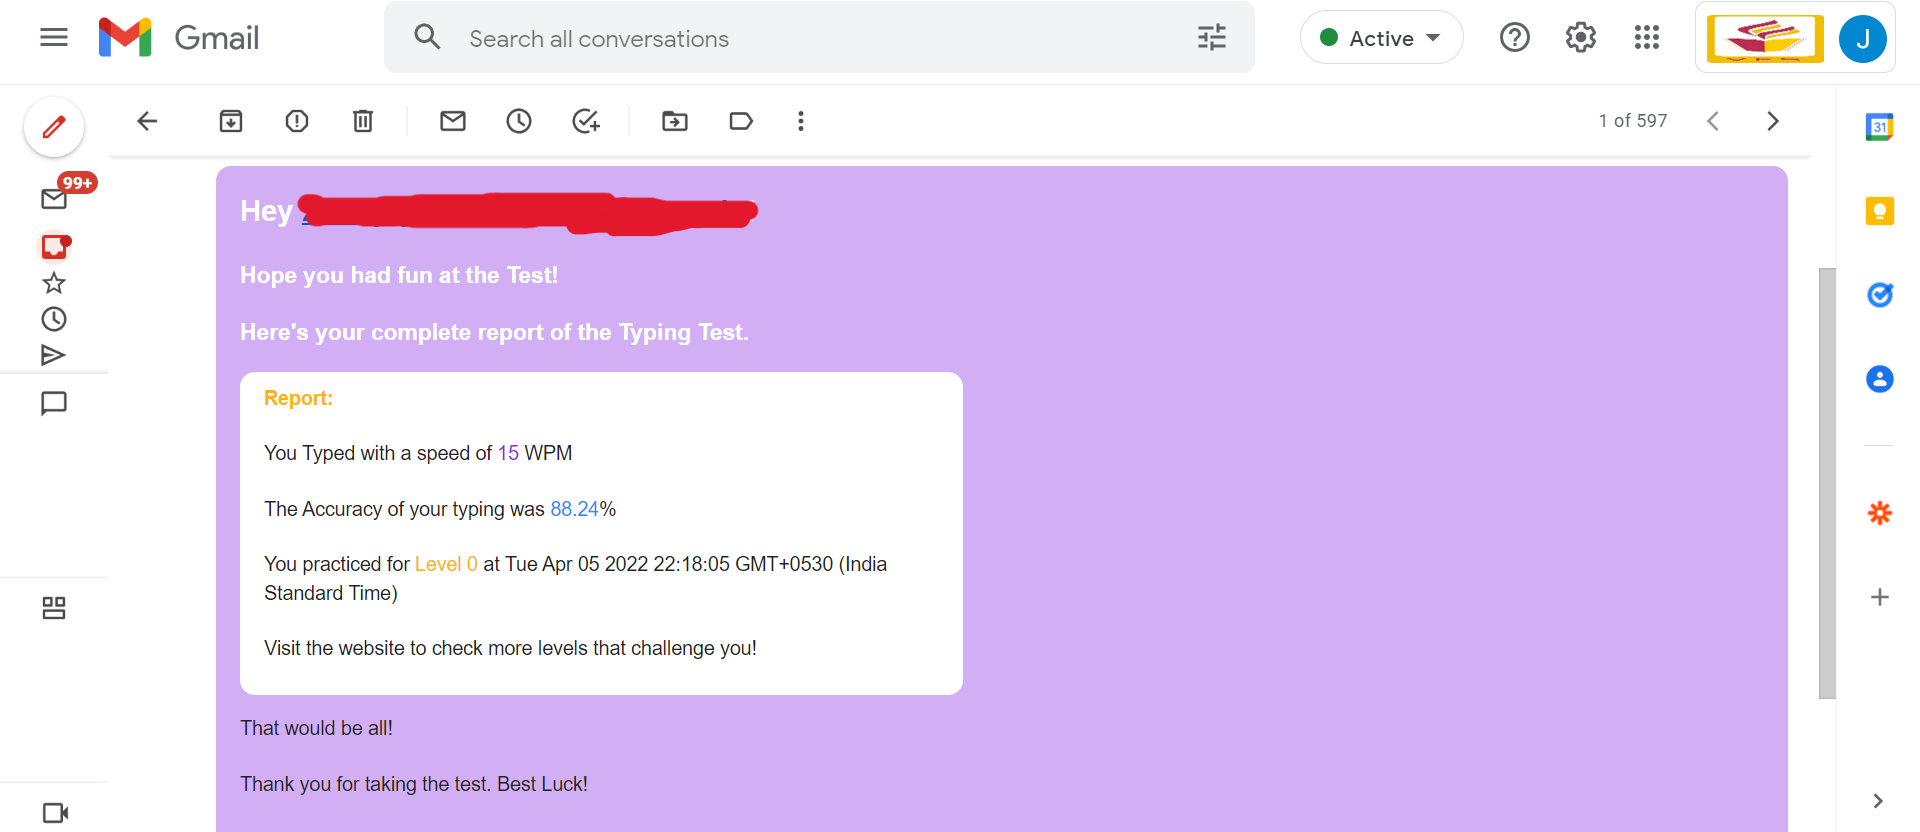 Gmail
Search all conversations
Active
J
1 of 597
31
99+
Hey
Hope you had fun at the Test!
Here's your complete report of the Typing Test.
Report:
You Typed with a speed of 15 WPM
The Accuracy of your typing was 88.24%
You practiced for Level 0 at Tue Apr 05 2022 22:18:05 GMT+0530 (India
Standard Time)
Visit the website to check more levels that challenge you!
That would be all!
Thank you for taking the test. Best Luck!